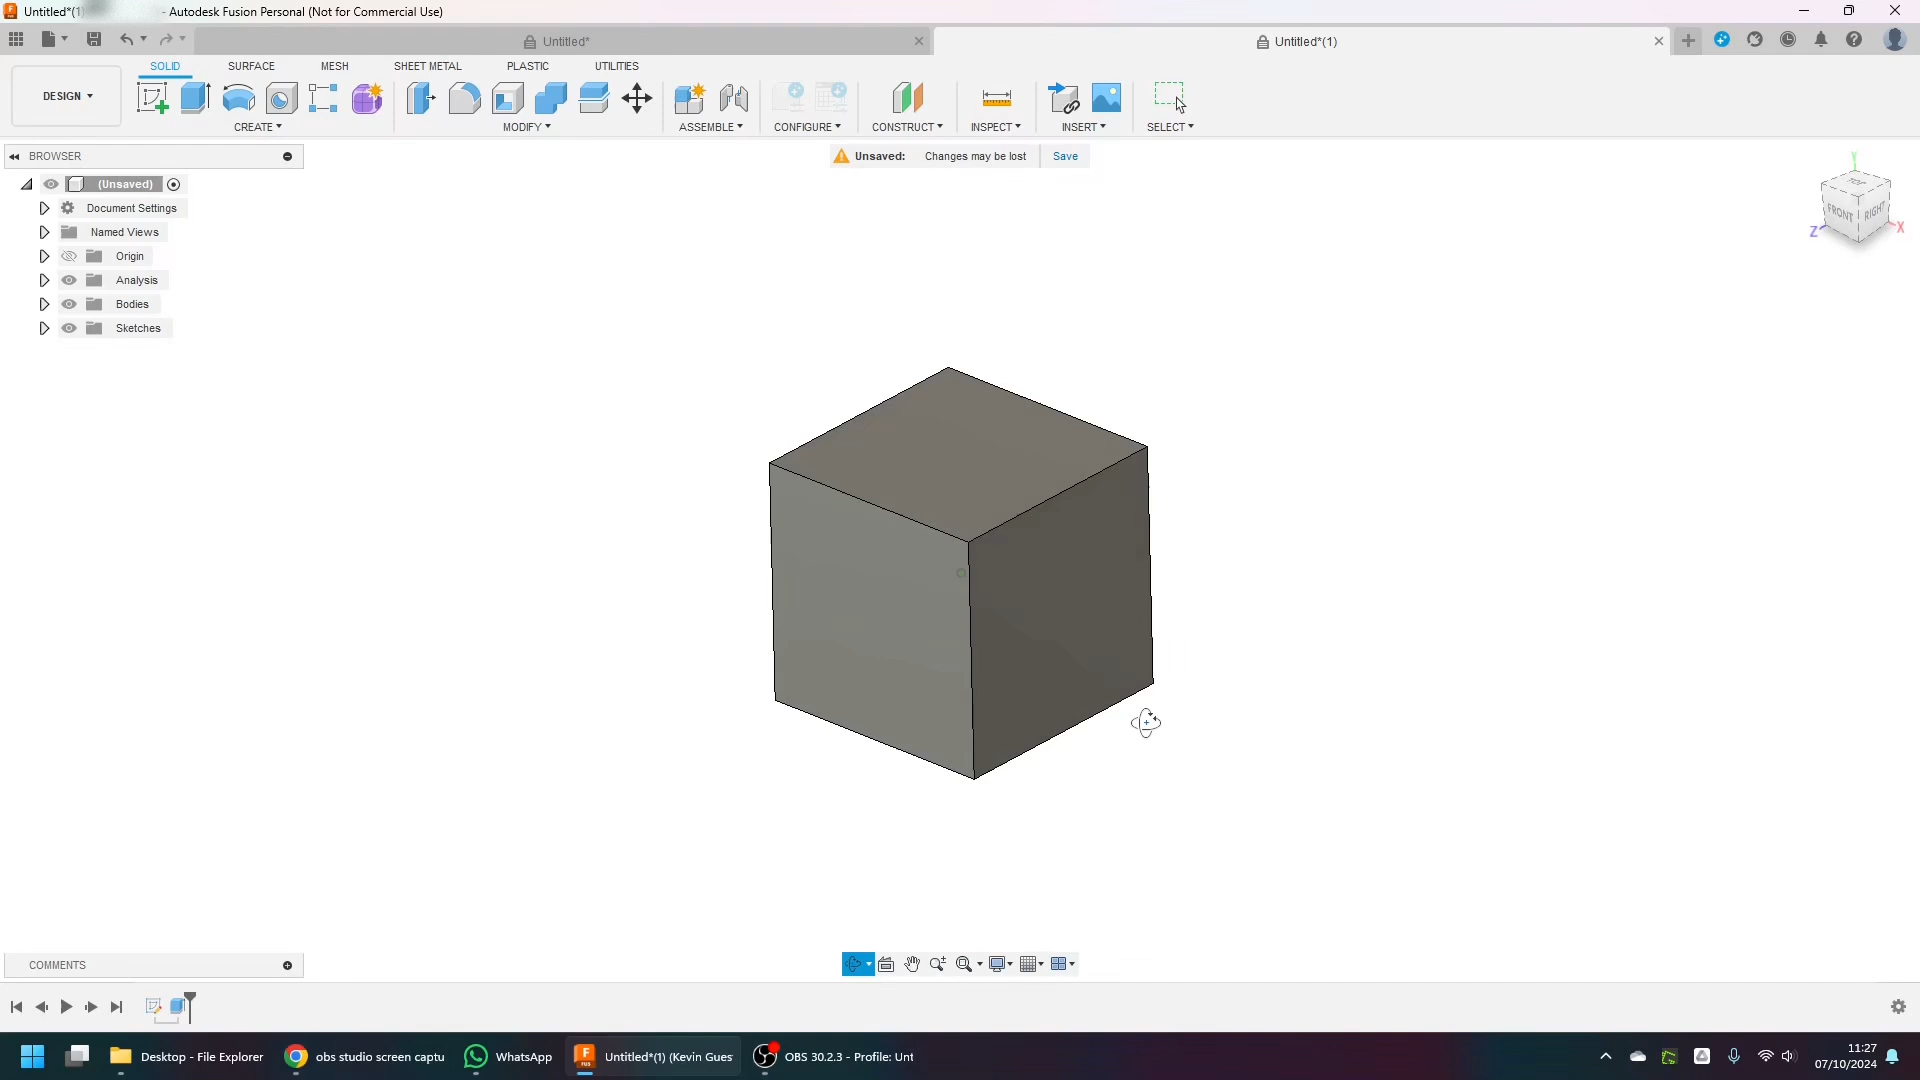 Untitled*(1) - Autodesk Fusion Personal (Not for Commercial Use)
Untitled*
Untitled*(1)
SOLID SURFACE MESH SHEET METAL PLASTIC UTILITIES
DESIGN
CREATE MODIFY ASSEMBLE CONFIGURE CONSTRUCT INSPECT INSERT SELECT
BROWSER
Unsaved: Changes may be lost Save
(Unsaved)
Document Settings
Named Views
Origin
Analysis
Bodies
Sketches
Y
TOP
FRONT RIGHT
Z X
COMMENTS
Desktop - File Explorer
obs studio screen captu
WhatsApp
FUS
Untitled*(1) (Kevin Gues
OBS 30.2.3 - Profile: Unt
11:27
07/10/2024